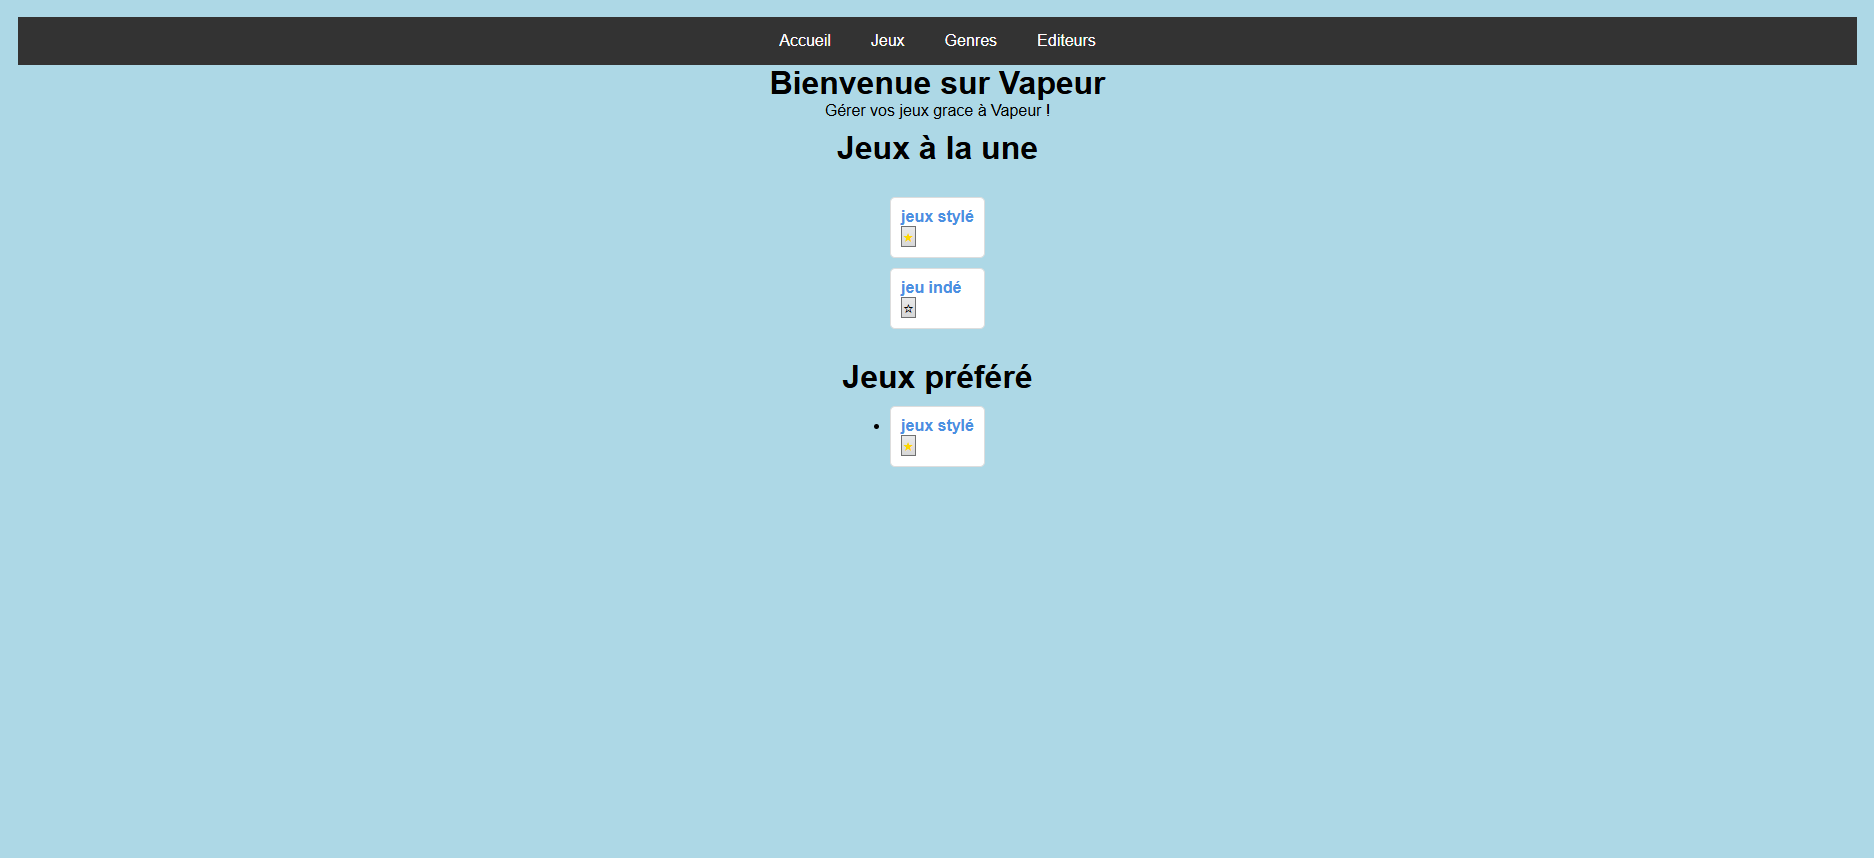 Accueil Jeux Genres Editeurs
Bienvenue sur Vapeur
Gérer vos jeux grace à Vapeur !
Jeux à la une
jeux stylé
★
jeu indé
☆
Jeux préféré
• jeux stylé
★